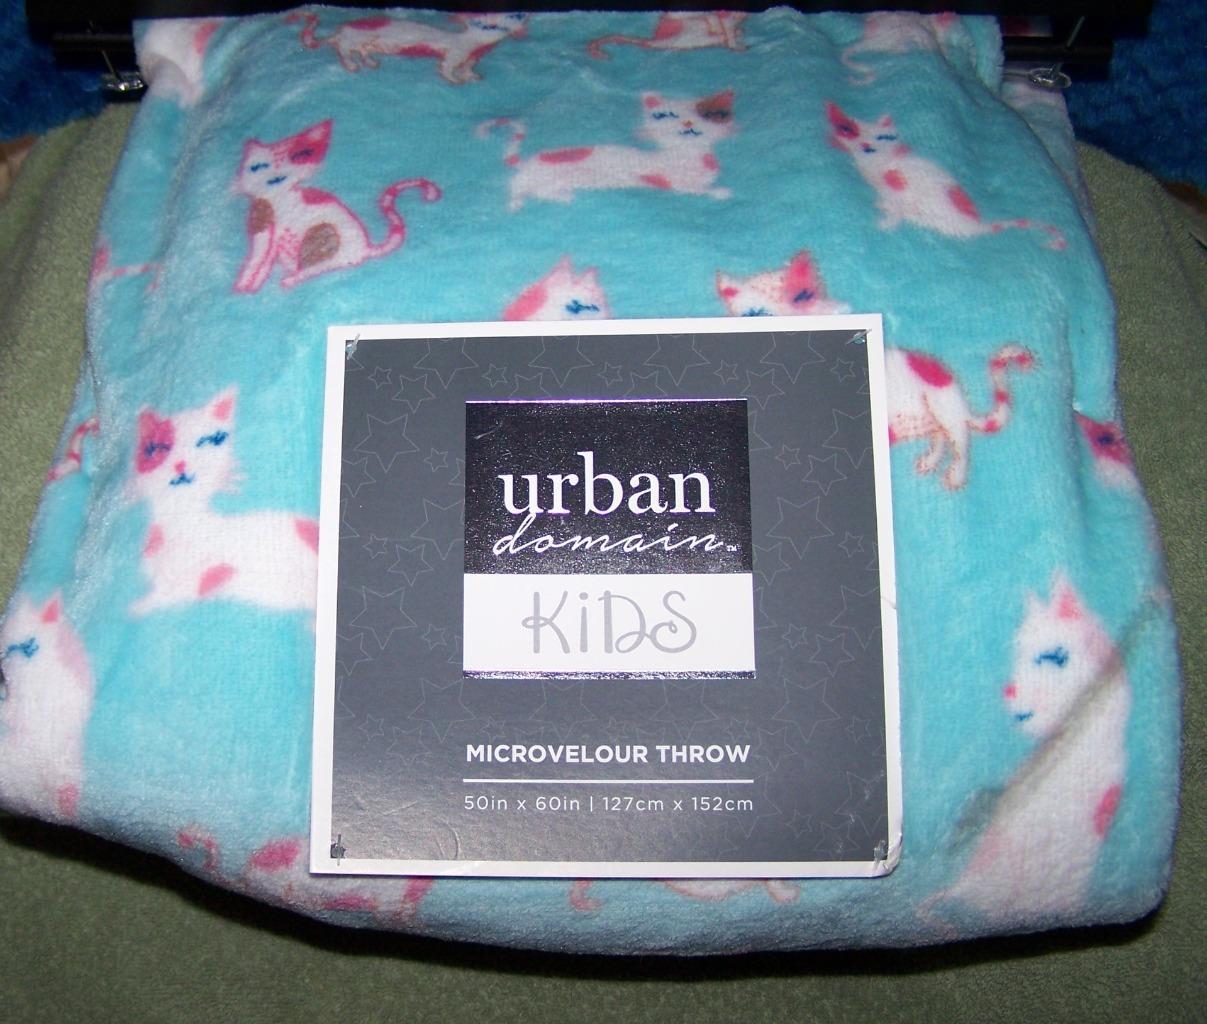 urban
domain™
KiDS
MICROVELOUR THROW
50in x 60in | 127cm x 152cm